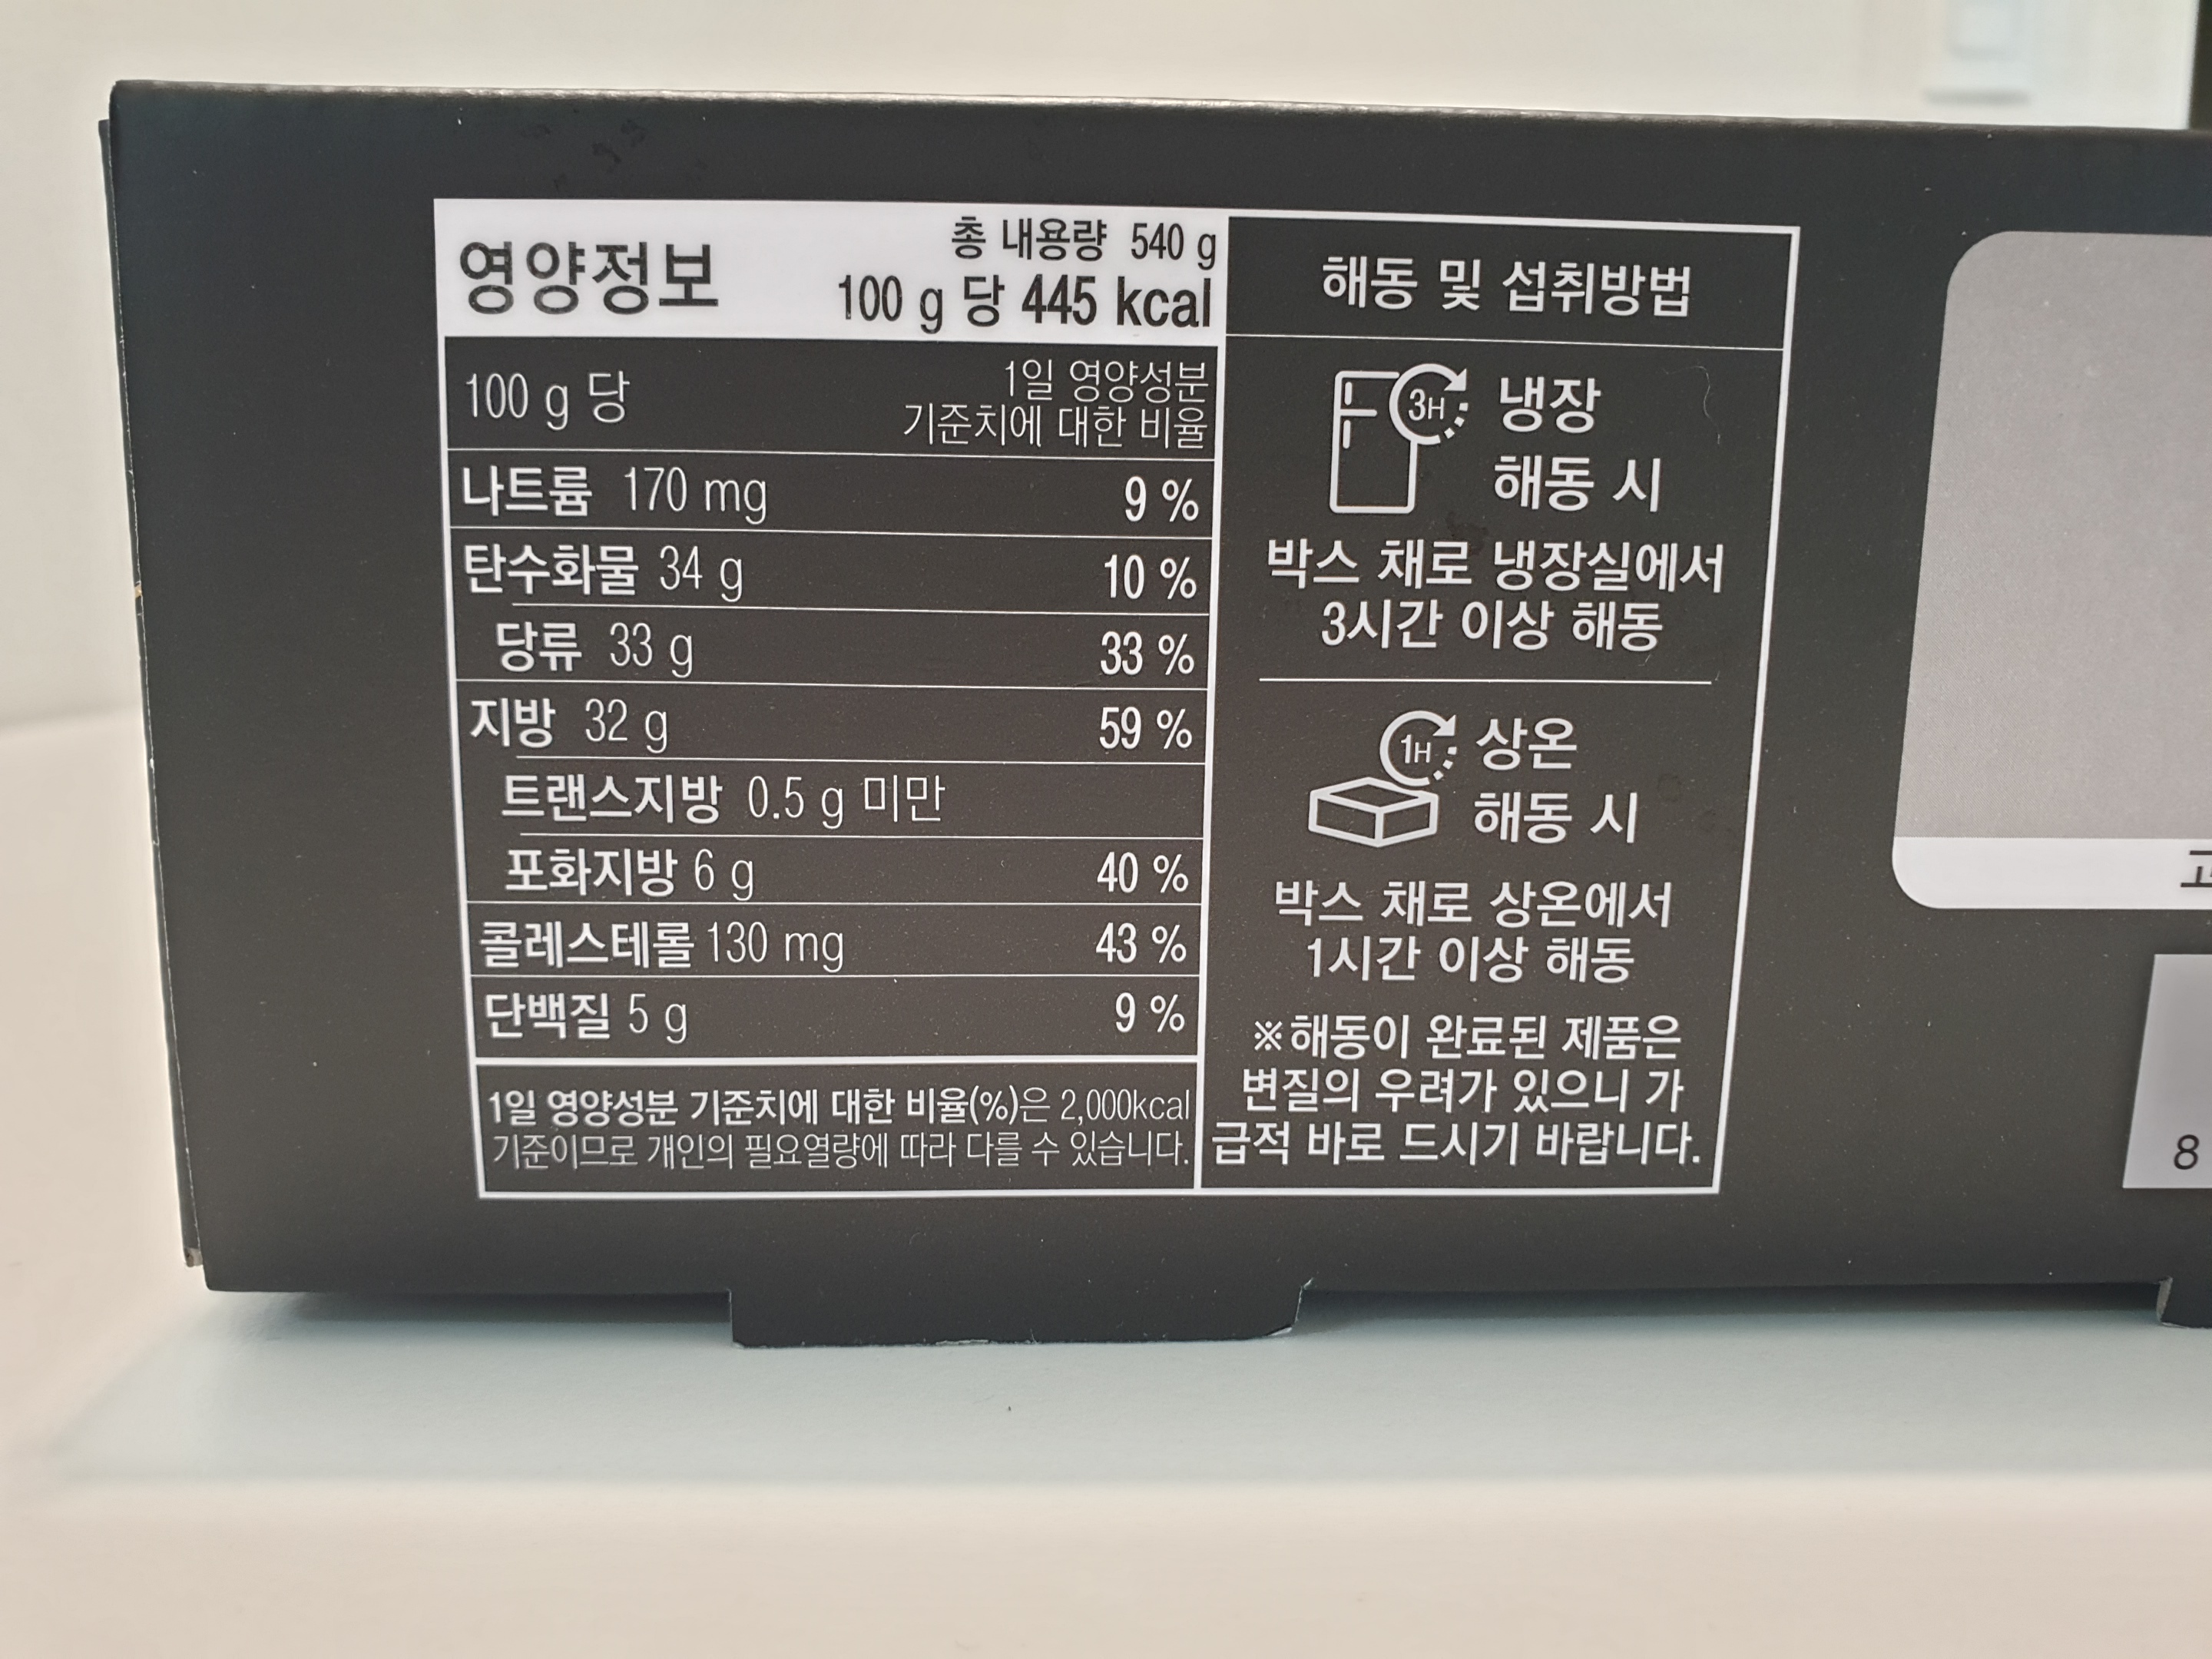 영양정보
총 내용량 540 g
100 g 당 445 kcal
100 g 당
1일 영양성분
기준치에 대한 비율
나트륨 170 mg 9 %
탄수화물 34 g 10 %
당류 33 g 33 %
지방 32 g 59 %
트랜스지방 0.5 g 미만
포화지방 6 g 40 %
콜레스테롤 130 mg 43 %
단백질 5 g 9 %
1일 영양성분 기준치에 대한 비율(%)은 2,000kcal
기준이므로 개인의 필요열량에 따라 다를 수 있습니다.
해동 및 섭취방법
3H 냉장
해동 시
박스 채로 냉장실에서
3시간 이상 해동
1H 상온
해동 시
박스 채로 상온에서
1시간 이상 해동
※해동이 완료된 제품은
변질의 우려가 있으니 가
급적 바로 드시기 바랍니다.
8